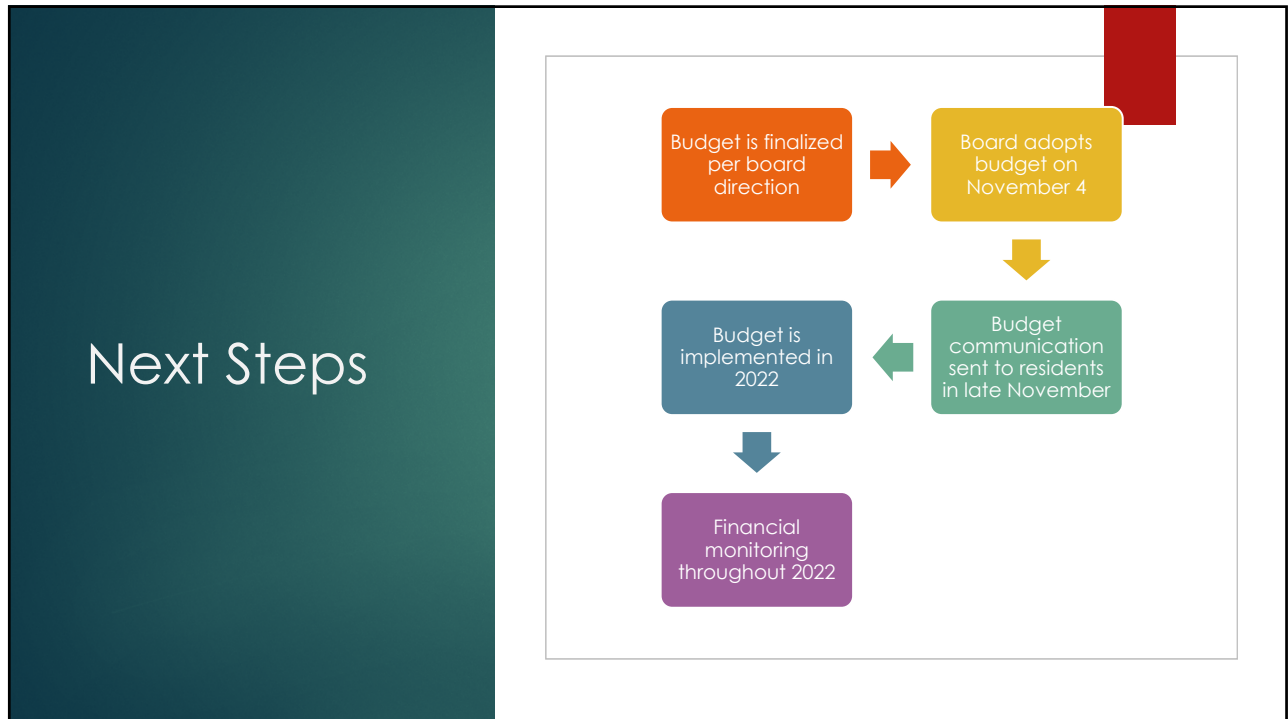 Next Steps
Budget is finalized
per board
direction
Board adopts
budget on
November 4
Budget
communication
sent to residents
in late November
Budget is
implemented in
2022
Financial
monitoring
throughout 2022